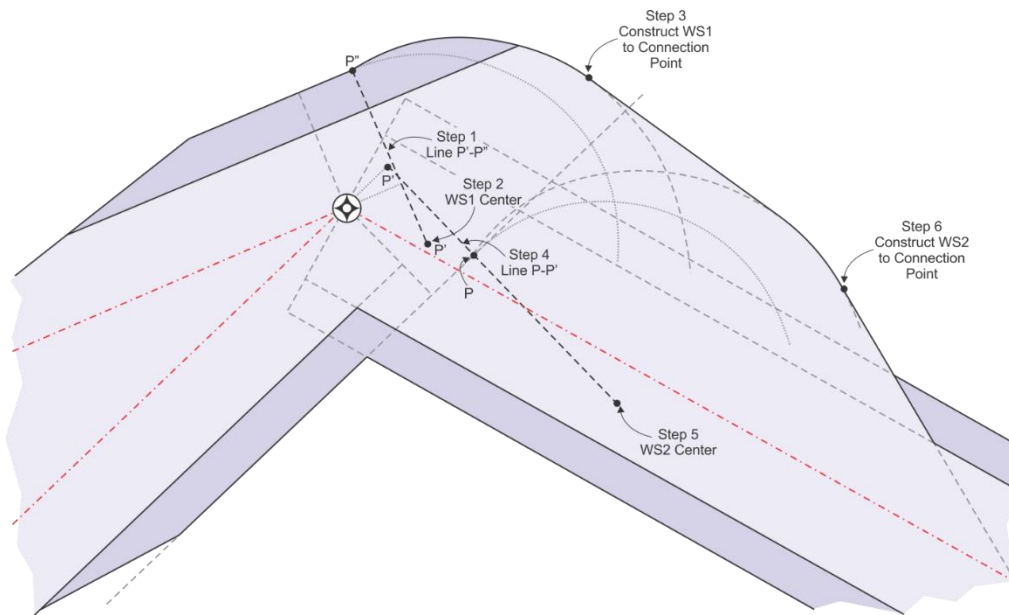 Step 3
Construct WS1
to Connection
Point
P"
Step 1
Line P'-P"
P'
Step 2
WS1 Center
P'
Step 4
Line P-P'
P
Step 6
Construct WS2
to Connection
Point
Step 5
WS2 Center